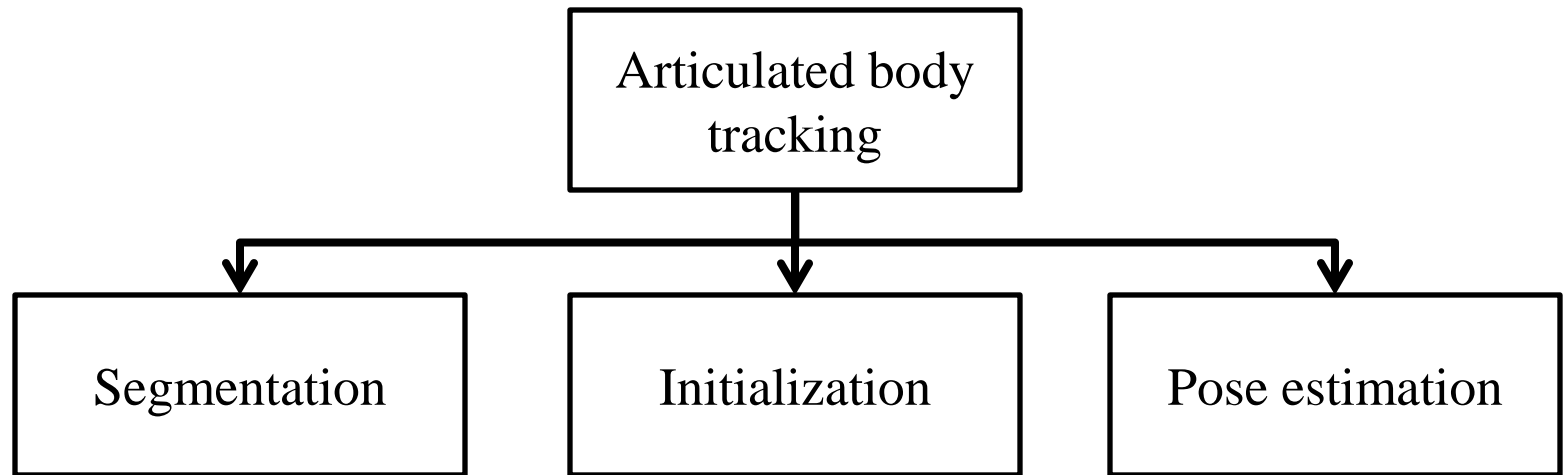 Articulated body
tracking
Segmentation
Initialization
Pose estimation